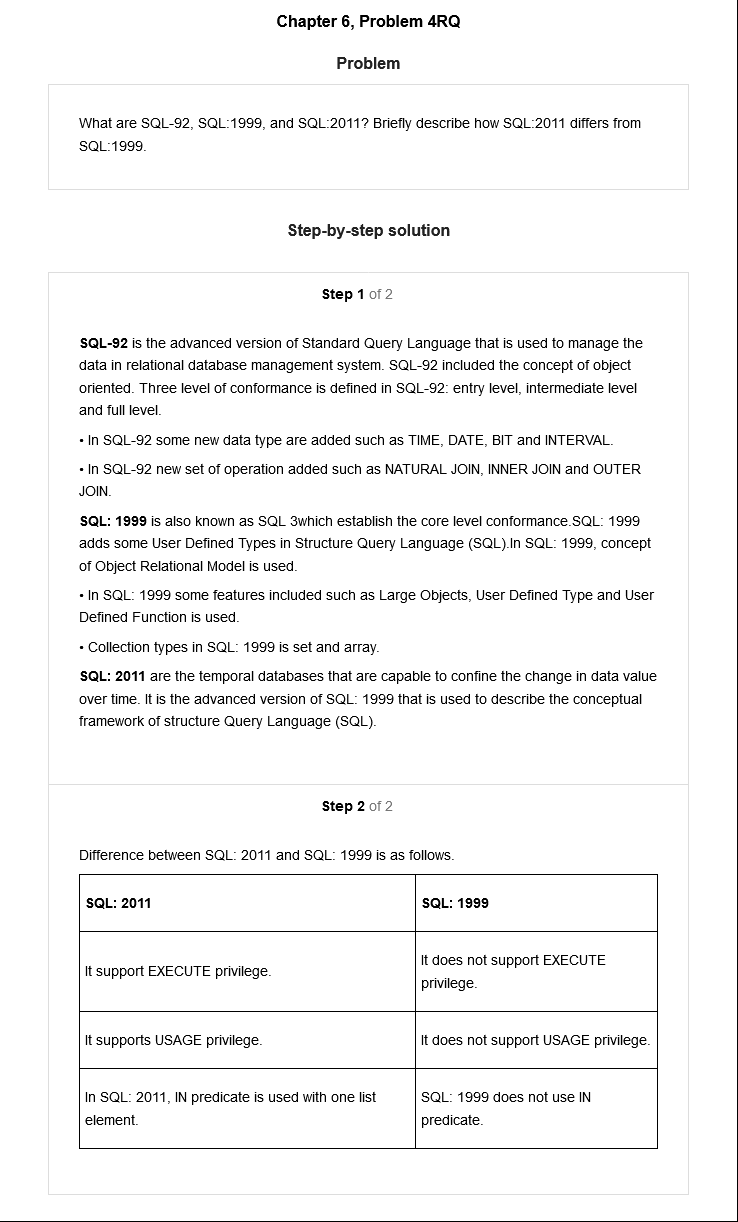 Chapter 6, Problem 4RQ
Problem
What are SQL-92, SQL:1999, and SQL:2011? Briefly describe how SQL:2011 differs from
SQL:1999.
Step-by-step solution
Step 1 of 2
SQL-92 is the advanced version of Standard Query Language that is used to manage the
data in relational database management system. SQL-92 included the concept of object
oriented. Three level of conformance is defined in SQL-92: entry level, intermediate level
and full level.
• In SQL-92 some new data type are added such as TIME, DATE, BIT and INTERVAL.
• In SQL-92 new set of operation added such as NATURAL JOIN, INNER JOIN and OUTER
JOIN.
SQL: 1999 is also known as SQL 3which establish the core level conformance.SQL: 1999
adds some User Defined Types in Structure Query Language (SQL).In SQL: 1999, concept
of Object Relational Model is used.
• In SQL: 1999 some features included such as Large Objects, User Defined Type and User
Defined Function is used.
• Collection types in SQL: 1999 is set and array.
SQL: 2011 are the temporal databases that are capable to confine the change in data value
over time. It is the advanced version of SQL: 1999 that is used to describe the conceptual
framework of structure Query Language (SQL).
Step 2 of 2
Difference between SQL: 2011 and SQL: 1999 is as follows.
SQL: 2011
SQL: 1999
It support EXECUTE privilege.
It does not support EXECUTE
privilege.
It supports USAGE privilege.
It does not support USAGE privilege.
In SQL: 2011, IN predicate is used with one list
element.
SQL: 1999 does not use IN
predicate.